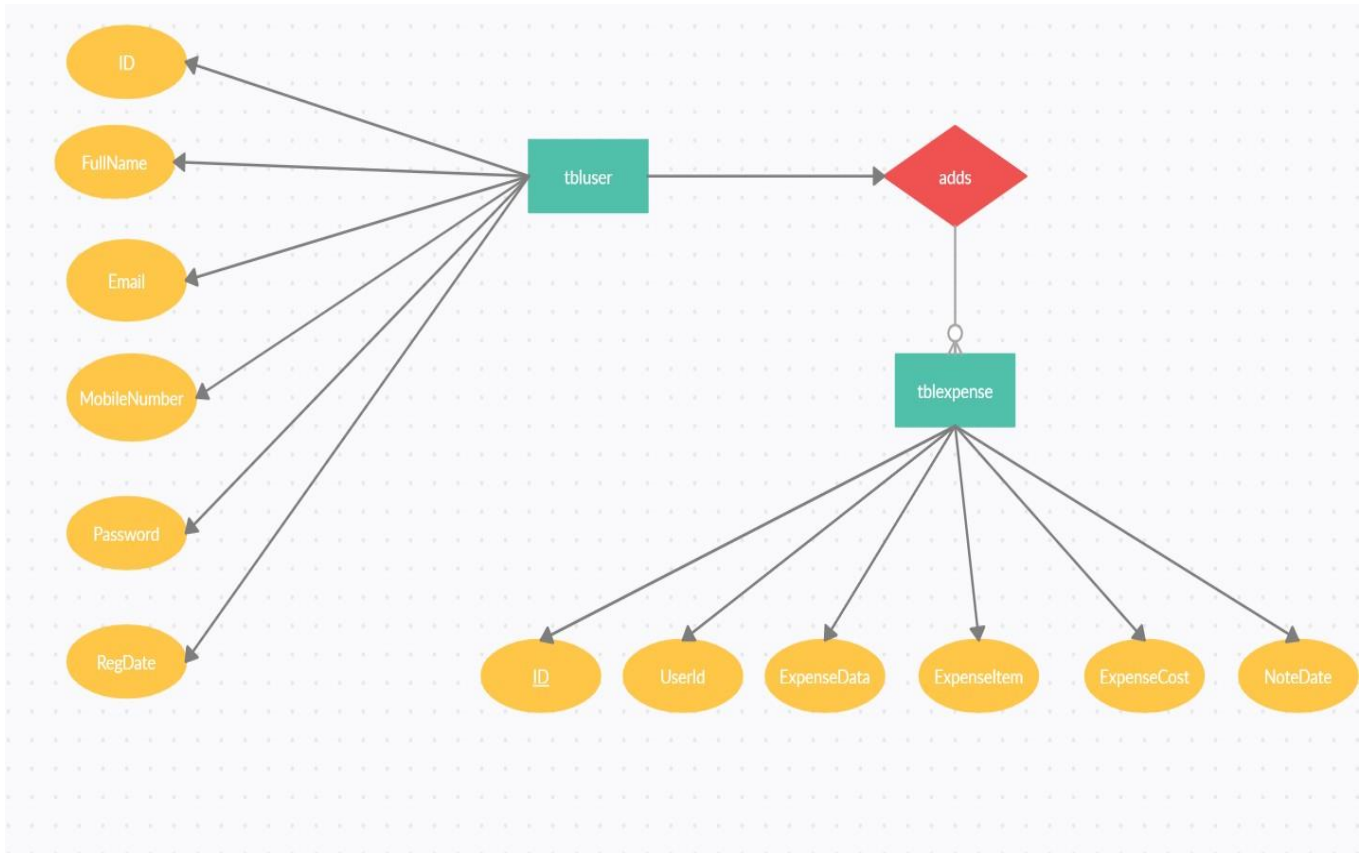 ID
FullName
Email
MobileNumber
Password
RegDate
tbluser
adds
tblexpense
ID
UserId
ExpenseData
ExpenseItem
ExpenseCost
NoteDate